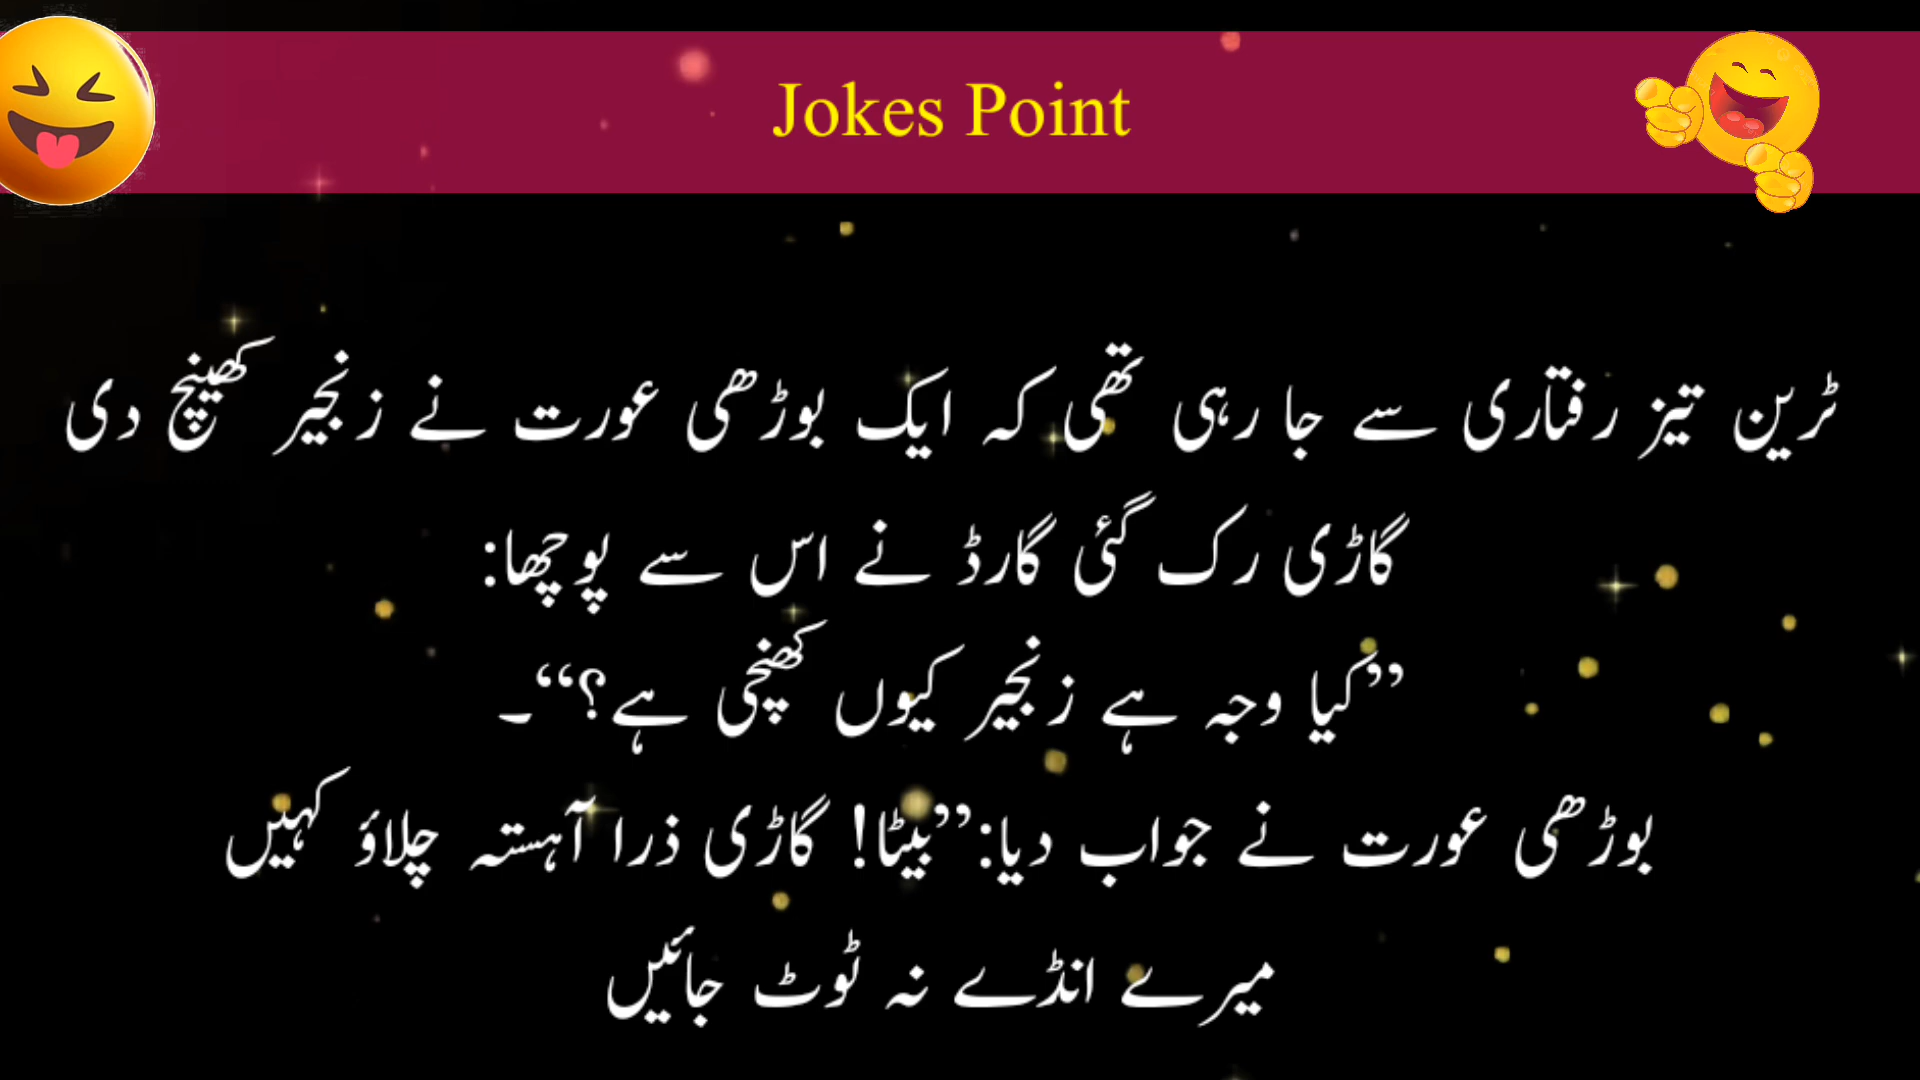 Jokes Point
ٹرین تیز رفتاری سے جا رہی تھی کہ ایک بوڑھی عورت نے زنجیر کھینچ دی
گاڑی رک گئی گارڈ نے اس سے پوچھا:
”کیا وجہ ہے زنجیر کیوں کھنچی ہے؟“۔
بوڑھی عورت نے جواب دیا:”بیٹا! گاڑی ذرا آہستہ چلاؤ کہیں
میرے انڈے نہ ٹوٹ جائیں